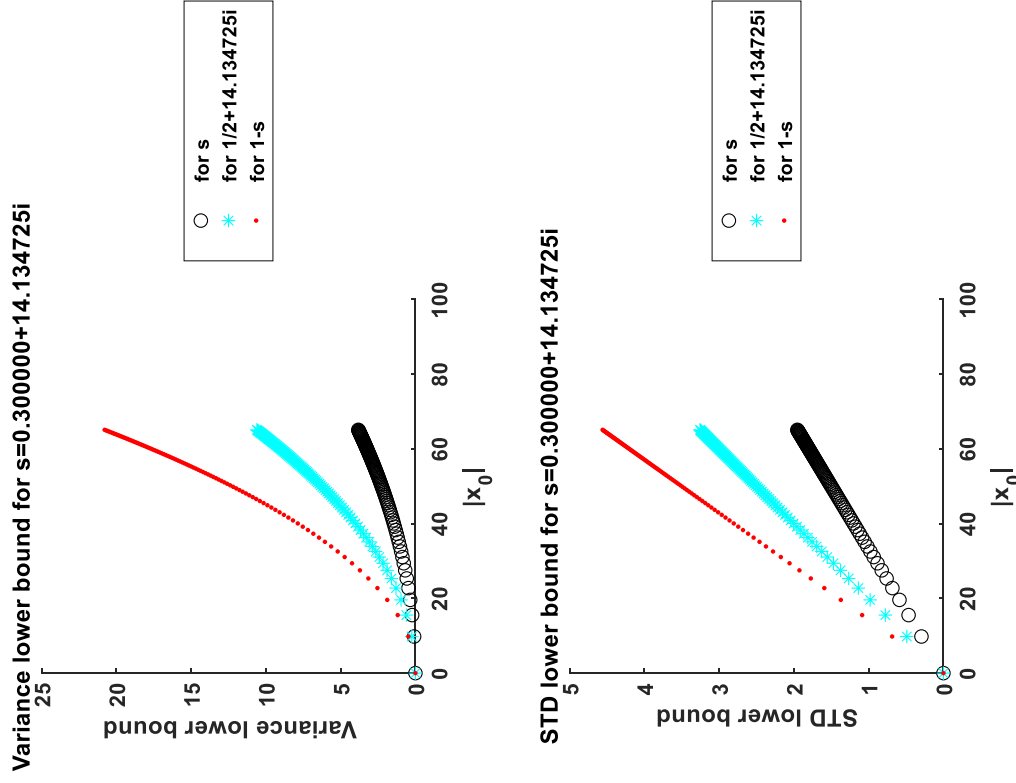 Variance lower bound for s=0.300000+14.134725i
for s
for 1/2+14.134725i
for 1-s
25
20
15
10
5
0
Variance lower bound
0
20
40
60
80
100
|x_0|
STD lower bound for s=0.300000+14.134725i
for s
for 1/2+14.134725i
for 1-s
5
4
3
2
1
0
STD lower bound
0
20
40
60
80
100
|x_0|